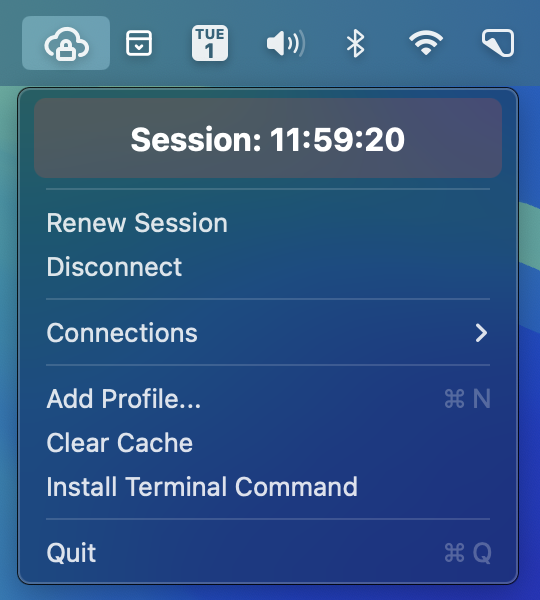 TUE
1
Session: 11:59:20
Renew Session
Disconnect
Connections
Add Profile... ⌘ N
Clear Cache
Install Terminal Command
Quit ⌘ Q